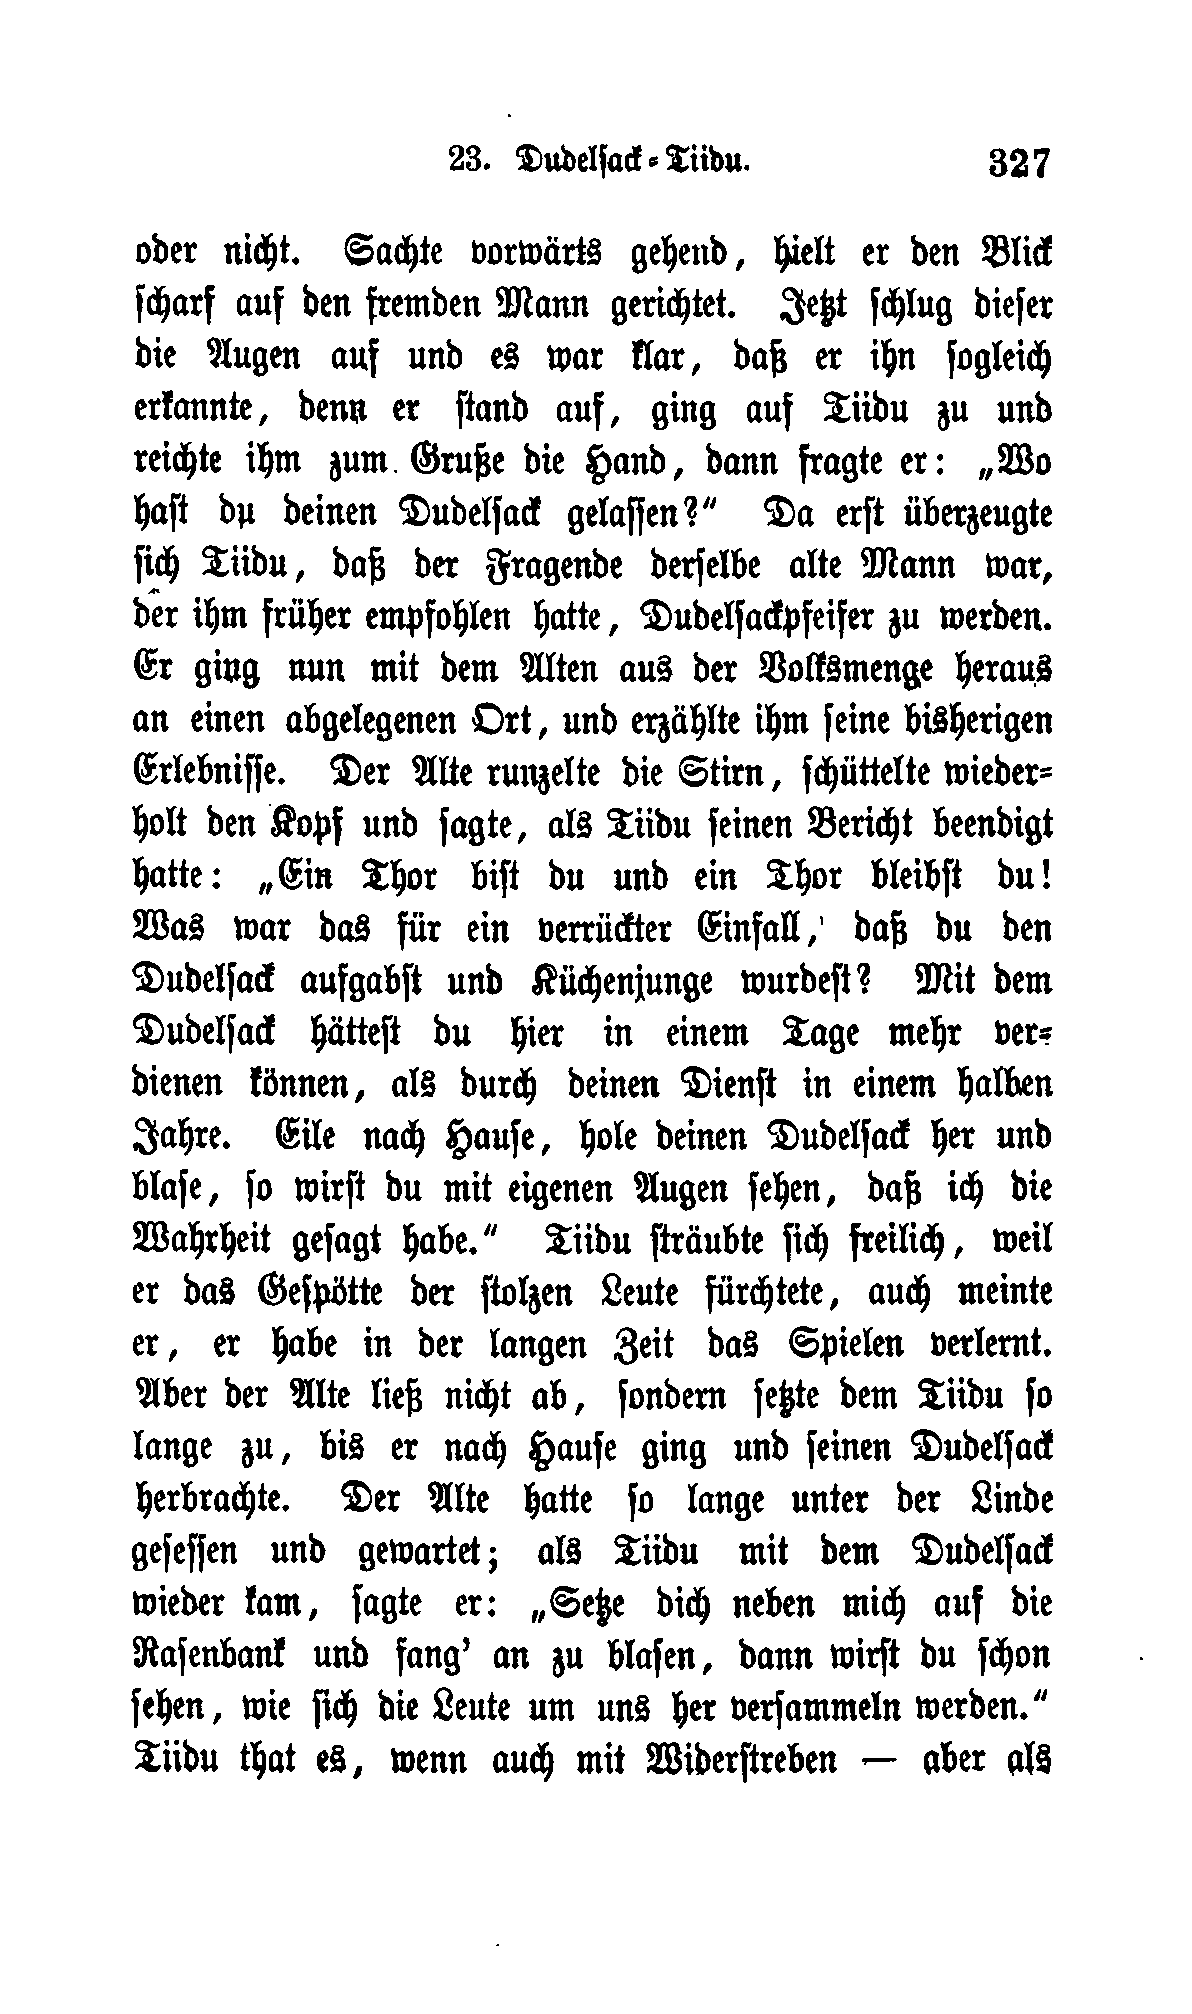 23. Dudelsack-Tiidu. 327
oder nicht. Sachte vorwärts gehend, hielt er den Blick
scharf auf den fremden Mann gerichtet. Jetzt schlug dieser
die Augen auf und es war klar, daß er ihn sogleich
erkannte, denn er stand auf, ging auf Tiidu zu und
reichte ihm zum Gruße die Hand, dann fragte er: „Wo
hast du deinen Dudelsack gelassen?“ Da erst überzeugte
sich Tiidu, daß der Fragende derselbe alte Mann war,
der ihm früher empfohlen hatte, Dudelsackpfeifer zu werden.
Er ging nun mit dem Alten aus der Volksmenge heraus
an einen abgelegenen Ort, und erzählte ihm seine bisherigen
Erlebnisse. Der Alte runzelte die Stirn, schüttelte wieder-
holt den Kopf und sagte, als Tiidu seinen Bericht beendigt
hatte: „Ein Thor bist du und ein Thor bleibst du!
Was war das für ein verrückter Einfall, daß du den
Dudelsack aufgabst und Küchenjunge wurdest? Mit dem
Dudelsack hättest du hier in einem Tage mehr ver-
dienen können, als durch deinen Dienst in einem halben
Jahre. Eile nach Hause, hole deinen Dudelsack her und
blase, so wirst du mit eigenen Augen sehen, daß ich die
Wahrheit gesagt habe.“ Tiidu sträubte sich freilich, weil
er das Gespötte der stolzen Leute fürchtete, auch meinte
er, er habe in der langen Zeit das Spielen verlernt.
Aber der Alte ließ nicht ab, sondern setzte dem Tiidu so
lange zu, bis er nach Hause ging und seinen Dudelsack
herbrachte. Der Alte hatte so lange unter der Linde
gesessen und gewartet; als Tiidu mit dem Dudelsack
wieder kam, sagte er: „Setze dich neben mich auf die
Rasenbank und fang’ an zu blasen, dann wirst du schon
sehen, wie sich die Leute um uns her versammeln werden.“
Tiidu that es, wenn auch mit Widerstreben — aber als